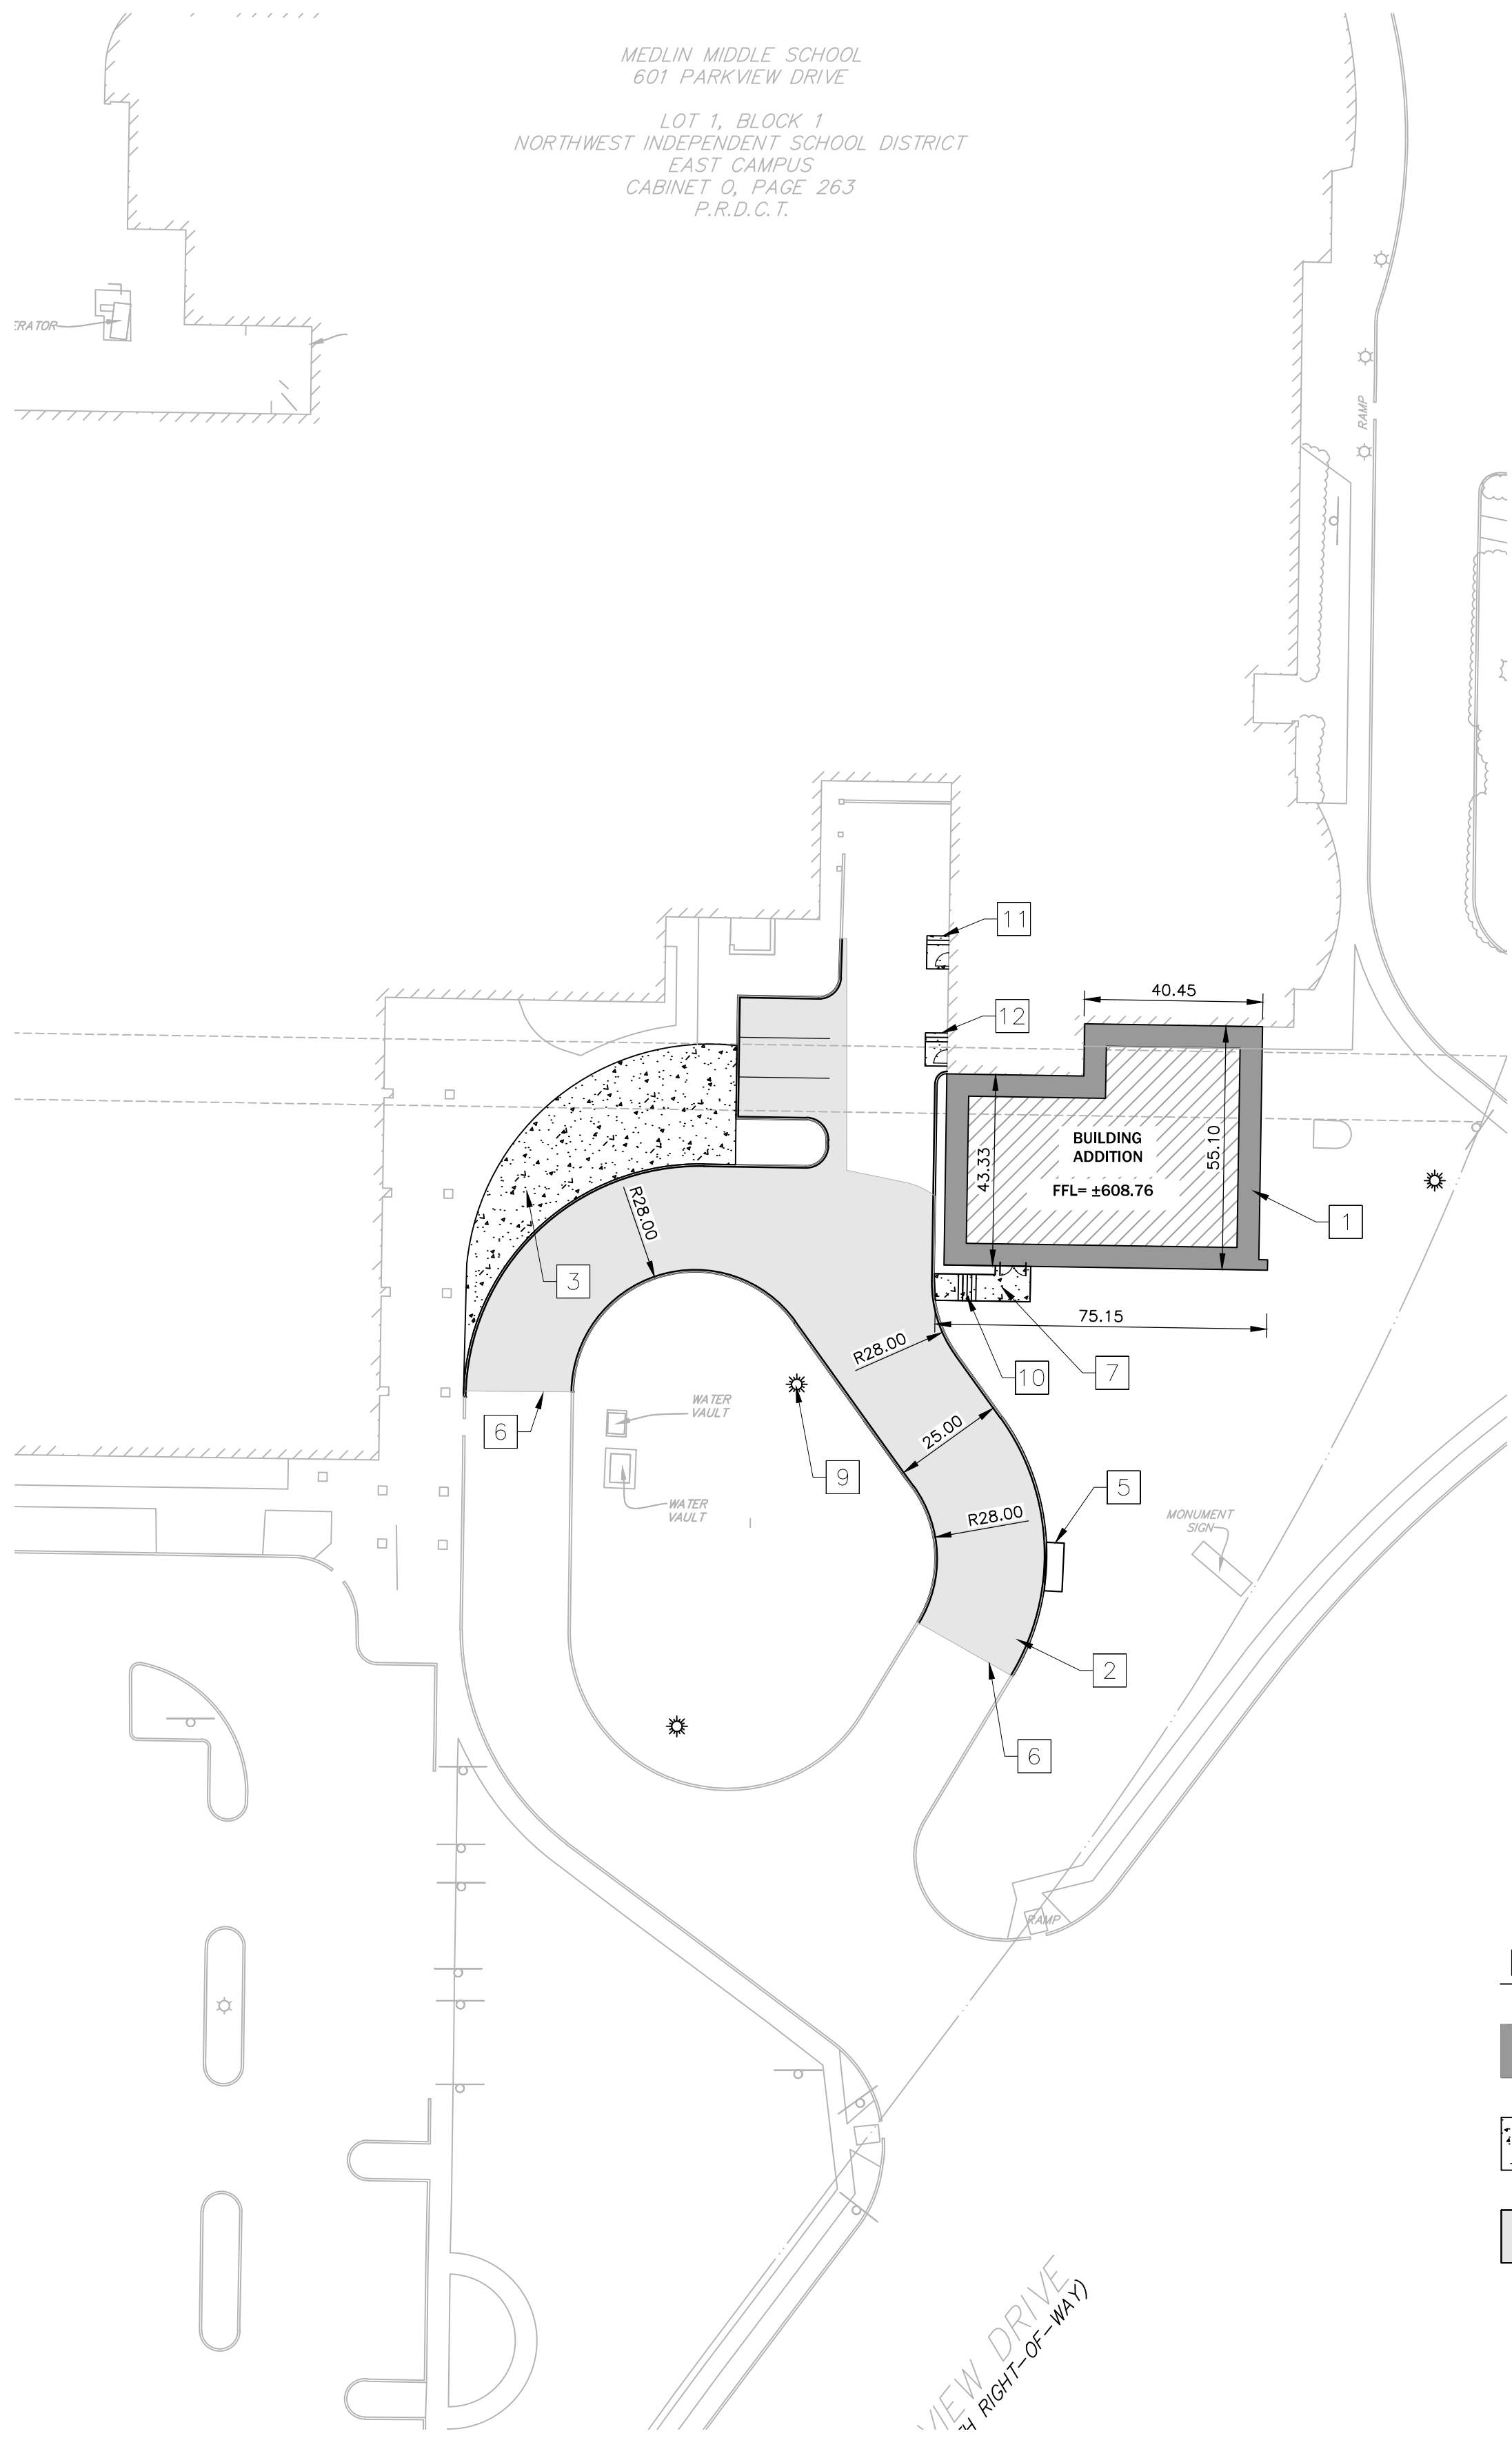 MEDLIN MIDDLE SCHOOL
601 PARKVIEW DRIVE
LOT 1, BLOCK 1
NORTHWEST INDEPENDENT SCHOOL DISTRICT
EAST CAMPUS
CABINET O, PAGE 263
P.R.D.C.T.
ERATOR
RAMP
11
12
40.45
43.33
BUILDING
ADDITION
FFL= ±608.76
55.10
1
R28.00
3
75.15
R28.00
10
7
6
WATER
VAULT
9
25.00
WATER
VAULT
R28.00
5
MONUMENT
SIGN
2
6
RAMP
VIEW DRIVE
TH RIGHT-OF-WAY)